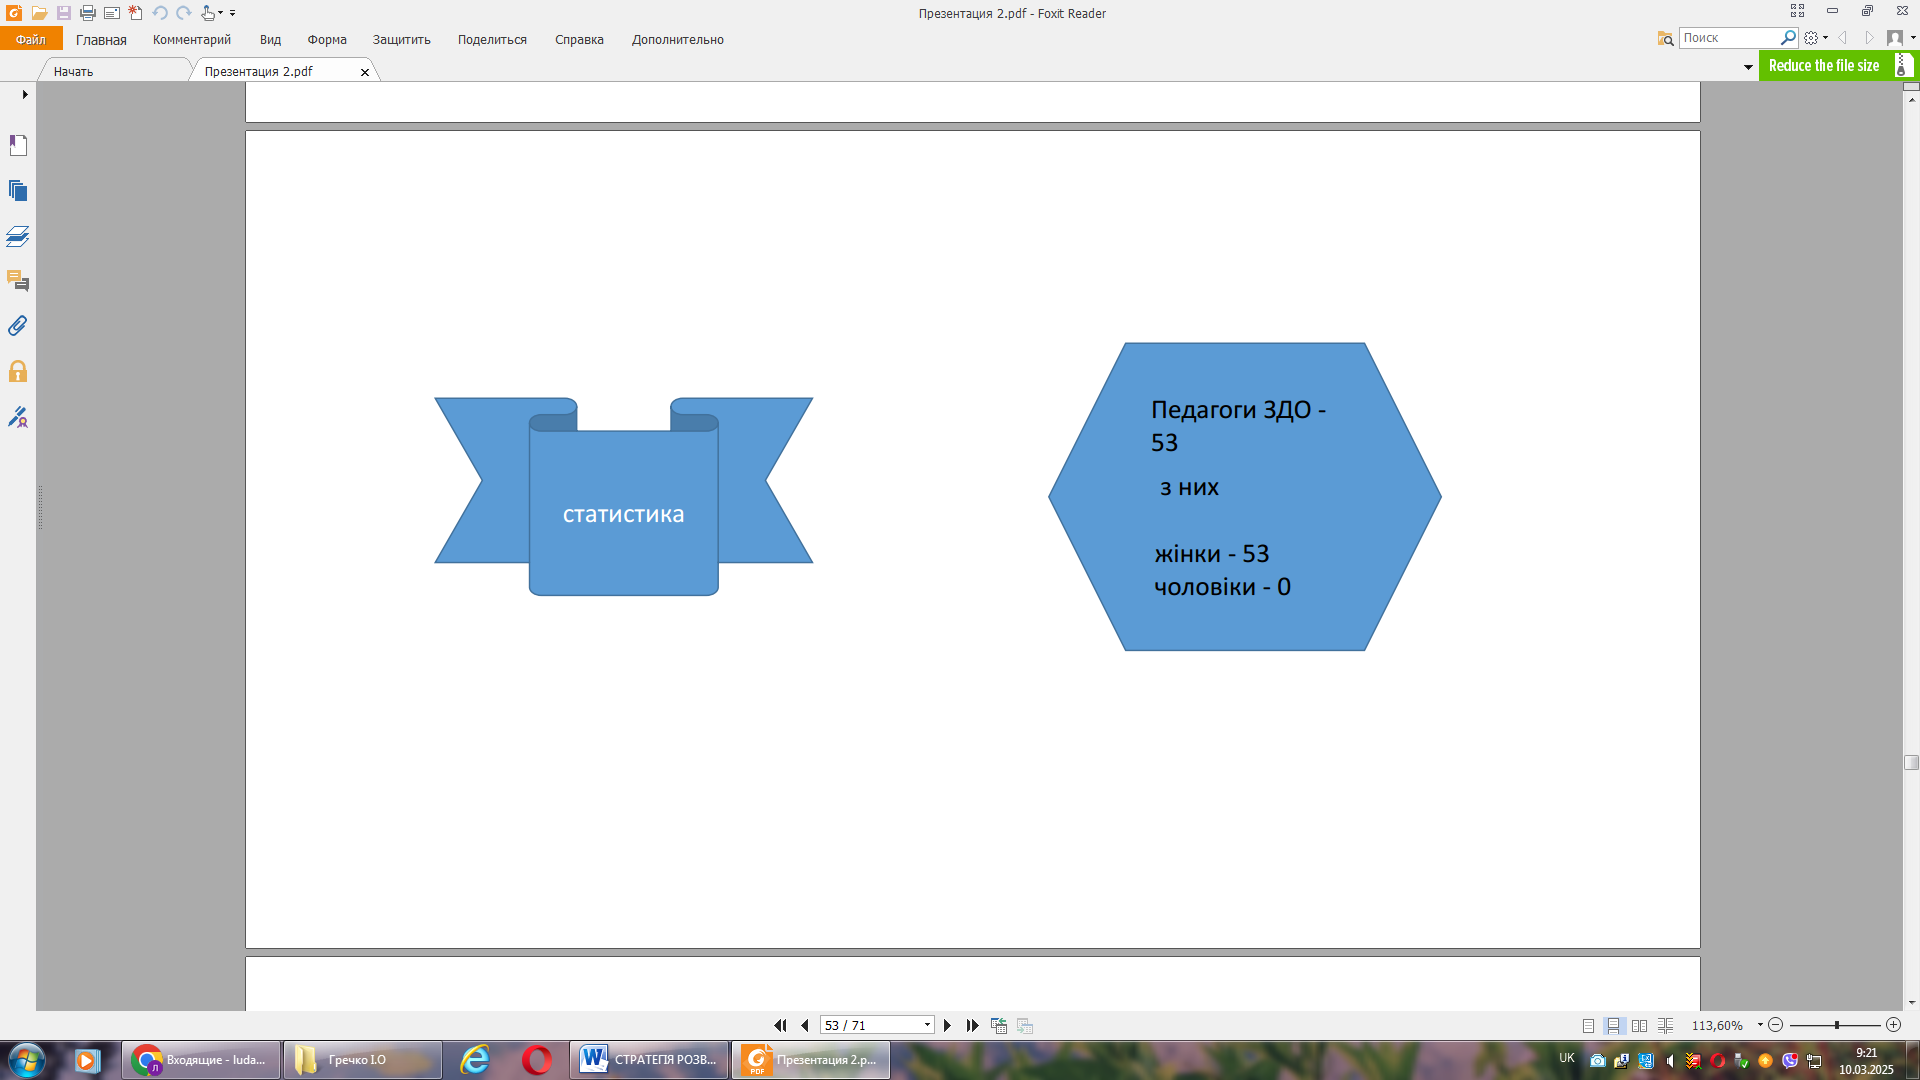 Презентация 2.pdf - Foxit Reader
Файл
Главная
Комментарий
Вид
Форма
Защитить
Поделиться
Справка
Дополнительно
Поиск
Начать
Презентация 2.pdf
Reduce the file size
статистика
Педагоги ЗДО -
53
з них
жінки - 53
чоловіки - 0
53 / 71
113,60%
Входящие - luda...
Гречко І.О
СТРАТЕГІЯ РОЗВ...
Презентация 2.p...
UK
9:21
10.03.2025